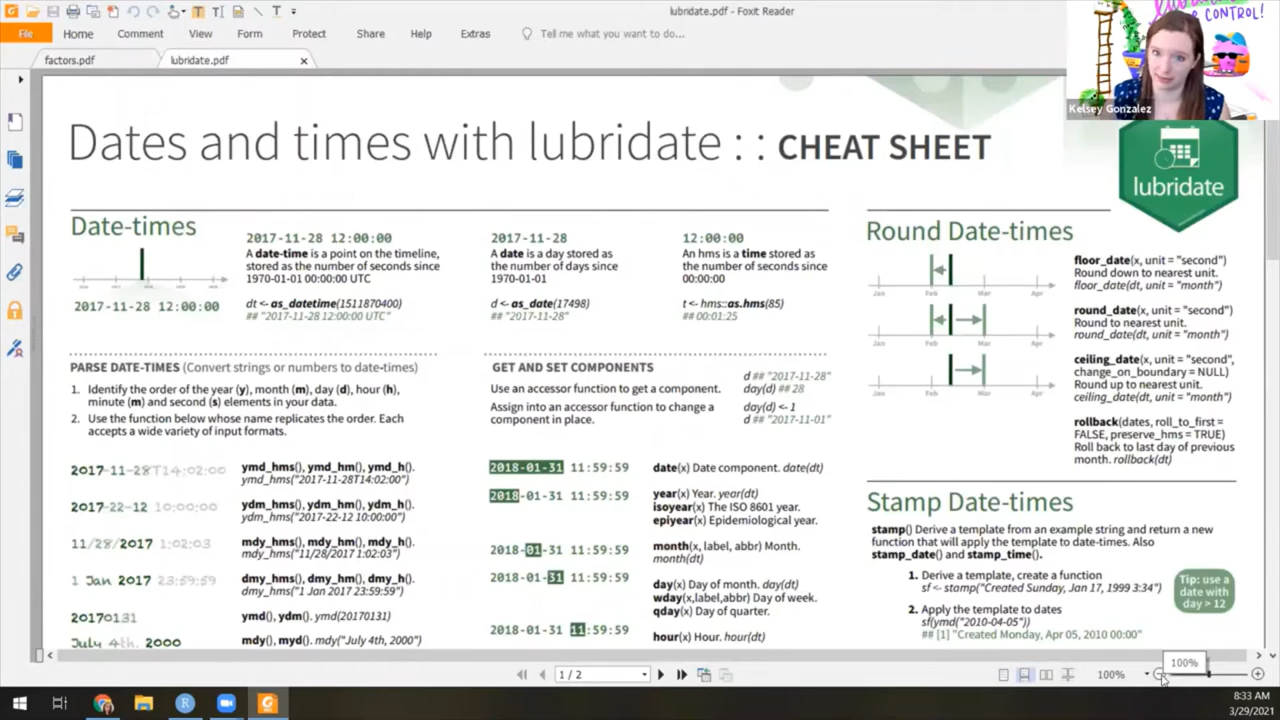 lubridate.pdf - Foxit Reader
File Home Comment View Form Protect Share Help Extras Tell me what you want to do...
CONTROL!
factors.pdf lubridate.pdf
Kelsey Gonzalez
Dates and times with lubridate : : CHEAT SHEET
lubridate
Date-times
2017-11-28 12:00:00
2017-11-28 12:00:00
A date-time is a point on the timeline,
stored as the number of seconds since
1970-01-01 00:00:00 UTC
dt <- as_datetime(1511870400)
## "2017-11-28 12:00:00 UTC"
2017-11-28
A date is a day stored as
the number of days since
1970-01-01
d <- as_date(17498)
## "2017-11-28"
12:00:00
An hms is a time stored as
the number of seconds since
00:00:00
t <- hms::as.hms(85)
## 00:01:25
PARSE DATE-TIMES (Convert strings or numbers to date-times)
1. Identify the order of the year (y), month (m), day (d), hour (h),
minute (m) and second (s) elements in your data.
2. Use the function below whose name replicates the order. Each
accepts a wide variety of input formats.
2017-11-28T14:02:00
ymd_hms(), ymd_hm(), ymd_h().
ymd_hms("2017-11-28T14:02:00")
2017-22-12 10:00:00
ydm_hms(), ydm_hm(), ydm_h().
ydm_hms("2017-22-12 10:00:00")
11/28/2017 1:02:03
mdy_hms(), mdy_hm(), mdy_h().
mdy_hms("11/28/2017 1:02:03")
1 Jan 2017 23:59:59
dmy_hms(), dmy_hm(), dmy_h().
dmy_hms("1 Jan 2017 23:59:59")
20170131
ymd(), ydm(). ymd(20170131)
July 4th, 2000
mdy(), myd(). mdy("July 4th, 2000")
GET AND SET COMPONENTS
Use an accessor function to get a component.
Assign into an accessor function to change a
component in place.
d ## "2017-11-28"
day(d) ## 28
day(d) <- 1
d ## "2017-11-01"
2018-01-31 11:59:59
date(x) Date component. date(dt)
2018-01-31 11:59:59
year(x) Year. year(dt)
isoyear(x) The ISO 8601 year.
epiyear(x) Epidemiological year.
2018-01-31 11:59:59
month(x, label, abbr) Month.
month(dt)
2018-01-31 11:59:59
day(x) Day of month. day(dt)
wday(x,label,abbr) Day of week.
qday(x) Day of quarter.
2018-01-31 11:59:59
hour(x) Hour. hour(dt)
Round Date-times
Jan Feb Mar Apr
floor_date(x, unit = "second")
Round down to nearest unit.
floor_date(dt, unit = "month")
Jan Feb Mar Apr
round_date(x, unit = "second")
Round to nearest unit.
round_date(dt, unit = "month")
Jan Feb Mar Apr
ceiling_date(x, unit = "second",
change_on_boundary = NULL)
Round up to nearest unit.
ceiling_date(dt, unit = "month")
rollback(dates, roll_to_first =
FALSE, preserve_hms = TRUE)
Roll back to last day of previous
month. rollback(dt)
Stamp Date-times
stamp() Derive a template from an example string and return a new
function that will apply the template to date-times. Also
stamp_date() and stamp_time().
1. Derive a template, create a function
sf <- stamp("Created Sunday, Jan 17, 1999 3:34")
2. Apply the template to dates
sf(ymd("2010-04-05"))
## [1] "Created Monday, Apr 05, 2010 00:00"
Tip: use a
date with
day > 12
100%
1 / 2
100%
8:33 AM
3/29/2021